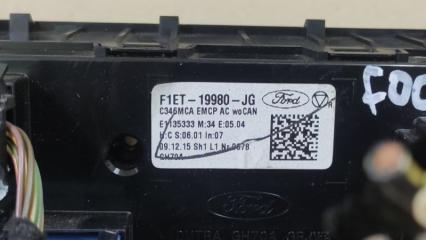 F1ET-19980-JG Ford
C346MCA EMCP AC woCAN
E1135333 M:34 E:05.04
H:C S:06.01 In:07
09.12.15 Sh1 L1 Nr.0678
GH70A
Ford